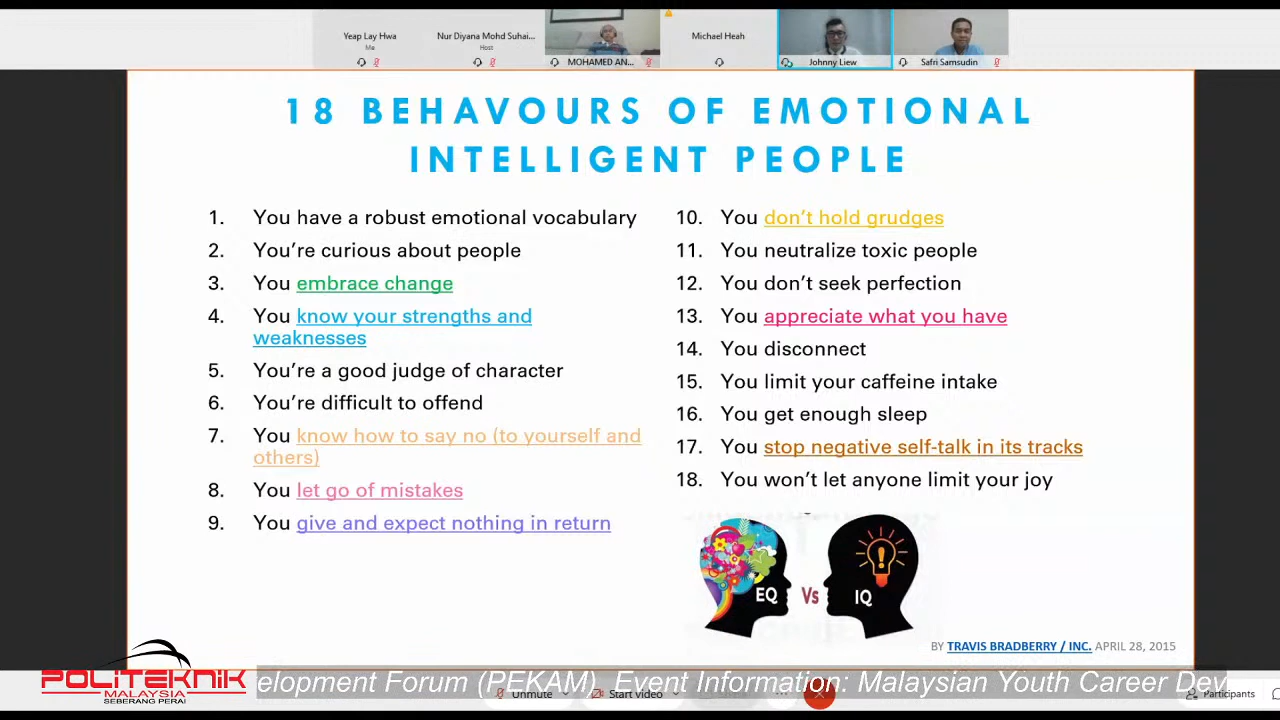 Yeap Lay Hwa
Me
Nur Diyana Mohd Suhai...
Host
MOHAMED AN...
Michael Heah
Johnny Liew
Safri Samsudin
18 BEHAVOURS OF EMOTIONAL
INTELLIGENT PEOPLE
1. You have a robust emotional vocabulary
2. You’re curious about people
3. You embrace change
4. You know your strengths and
weaknesses
5. You’re a good judge of character
6. You’re difficult to offend
7. You know how to say no (to yourself and
others)
8. You let go of mistakes
9. You give and expect nothing in return
10. You don’t hold grudges
11. You neutralize toxic people
12. You don’t seek perfection
13. You appreciate what you have
14. You disconnect
15. You limit your caffeine intake
16. You get enough sleep
17. You stop negative self-talk in its tracks
18. You won’t let anyone limit your joy
EQ Vs IQ
BY TRAVIS BRADBERRY / INC. APRIL 28, 2015
POLITEKNIK
MALAYSIA
SEBERANG PERAI
elopment Forum (PEKAM), Event Information: Malaysian Youth Career Dev
Unmute Start video Participants